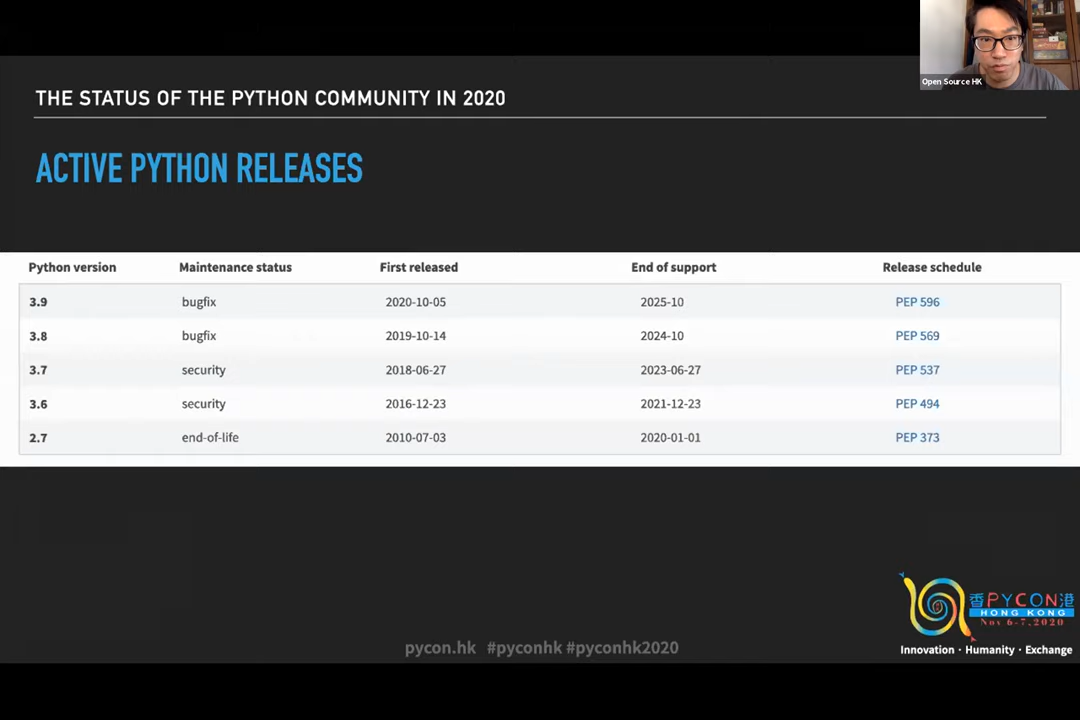 Open Source HK
THE STATUS OF THE PYTHON COMMUNITY IN 2020
ACTIVE PYTHON RELEASES
Python version Maintenance status First released End of support Release schedule
3.9 bugfix 2020-10-05 2025-10 PEP 596
3.8 bugfix 2019-10-14 2024-10 PEP 569
3.7 security 2018-06-27 2023-06-27 PEP 537
3.6 security 2016-12-23 2021-12-23 PEP 494
2.7 end-of-life 2010-07-03 2020-01-01 PEP 373
香PYCON港
HONG KONG
Nov 6-7,2020
pycon.hk #pyconhk #pyconhk2020
Innovation · Humanity · Exchange